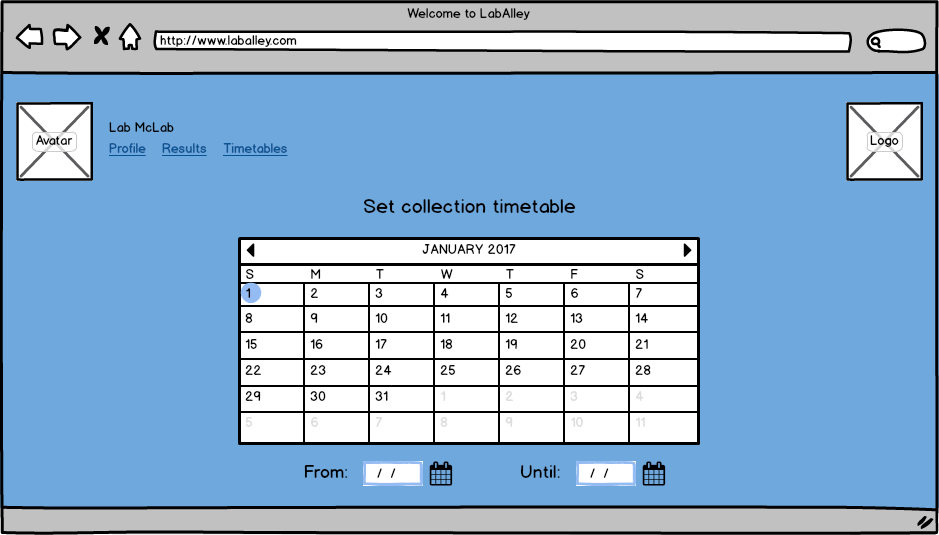 Welcome to LabAlley
http://www.laballey.com
Avatar
Lab McLab
Profile Results Timetables
Logo
Set collection timetable
JANUARY 2017
S M T W T F S
1 2 3 4 5 6 7
8 9 10 11 12 13 14
15 16 17 18 19 20 21
22 23 24 25 26 27 28
29 30 31 1 2 3 4
5 6 7 8 9 10 11
From: / / Until: / /